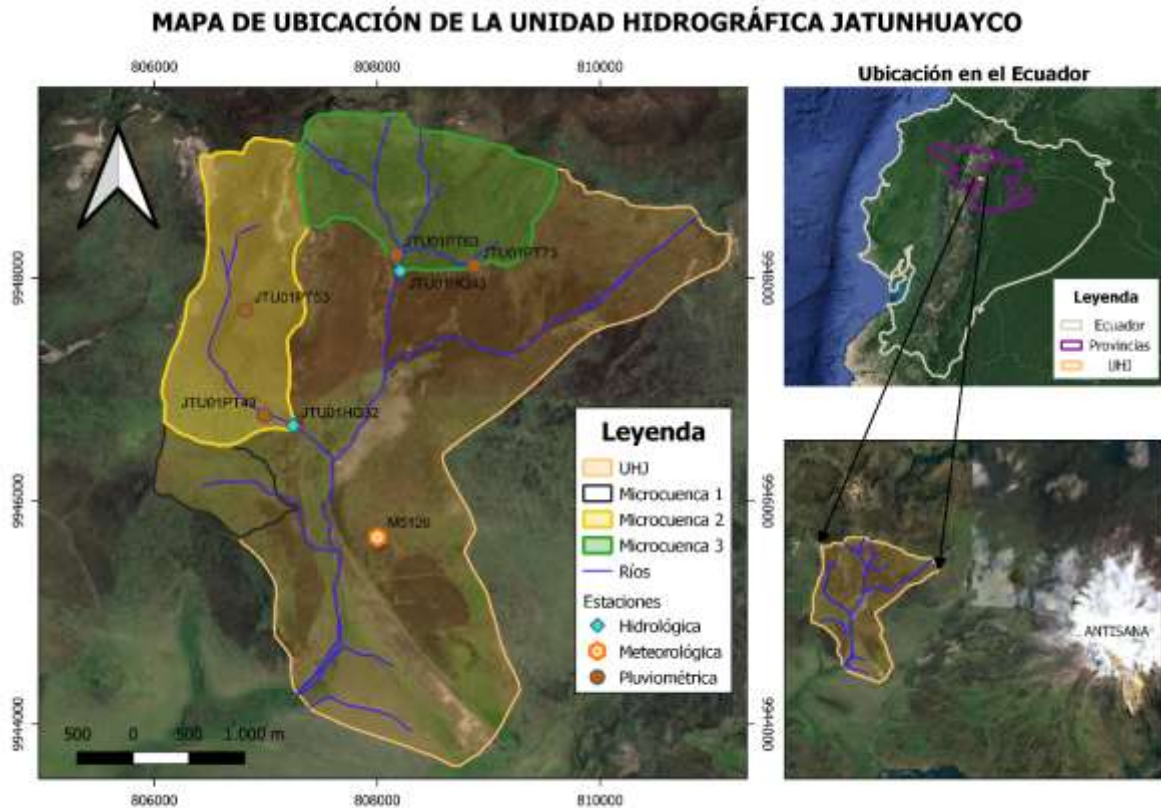 MAPA DE UBICACIÓN DE LA UNIDAD HIDROGRÁFICA JATUNHUAYCO
806000
808000
810000
9948000
9946000
9944000
JTU01PT63
JTU01PT73
JTU01HQ43
JTU01PT53
JTU01PT43
JTU01HQ32
M5126
Leyenda
UHJ
Microcuenca 1
Microcuenca 2
Microcuenca 3
Ríos
Estaciones
Hidrológica
Meteorológica
Pluviométrica
500 0 500 1.000 m
9948000
9946000
9944000
806000
808000
810000
Ubicación en el Ecuador
Leyenda
Ecuador
Provincias
UHJ
ANTISANA